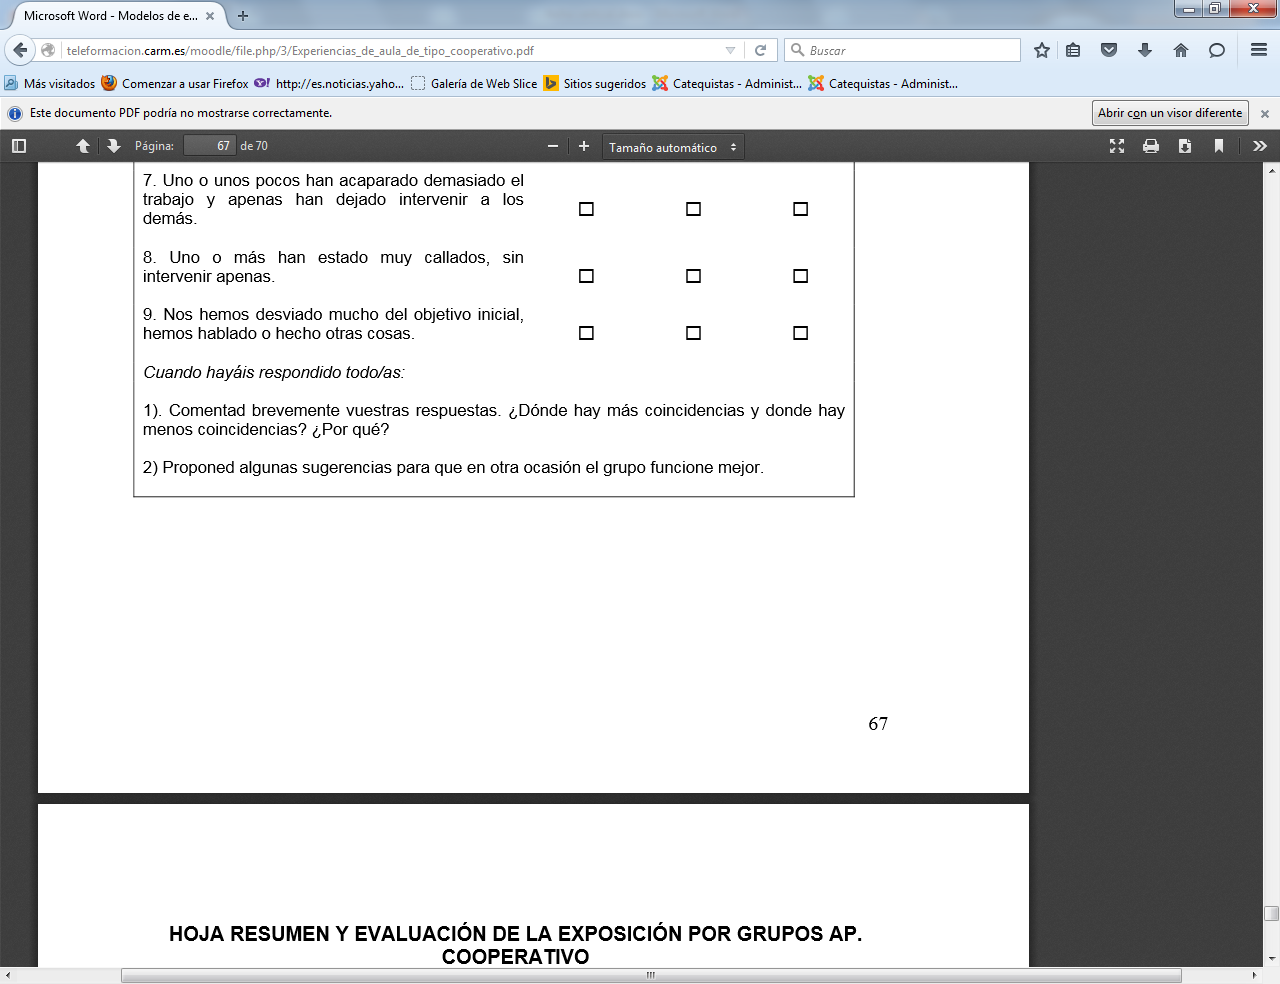 Microsoft Word - Modelos de e...
teleformacion.carm.es/moodle/file.php/3/Experiencias_de_aula_de_tipo_cooperativo.pdf
Buscar
Más visitados Comenzar a usar Firefox http://es.noticias.yaho... Galería de Web Slice Sitios sugeridos Catequistas - Administ... Catequistas - Administ...
Este documento PDF podría no mostrarse correctamente. Abrir con un visor diferente
Página: 67 de 70 Tamaño automático
7. Uno o unos pocos han acaparado demasiado el
trabajo y apenas han dejado intervenir a los
demás.
8. Uno o más han estado muy callados, sin
intervenir apenas.
9. Nos hemos desviado mucho del objetivo inicial,
hemos hablado o hecho otras cosas.
Cuando hayáis respondido todo/as:
1). Comentad brevemente vuestras respuestas. ¿Dónde hay más coincidencias y donde hay
menos coincidencias? ¿Por qué?
2) Proponed algunas sugerencias para que en otra ocasión el grupo funcione mejor.
67
HOJA RESUMEN Y EVALUACIÓN DE LA EXPOSICIÓN POR GRUPOS AP.
COOPERATIVO